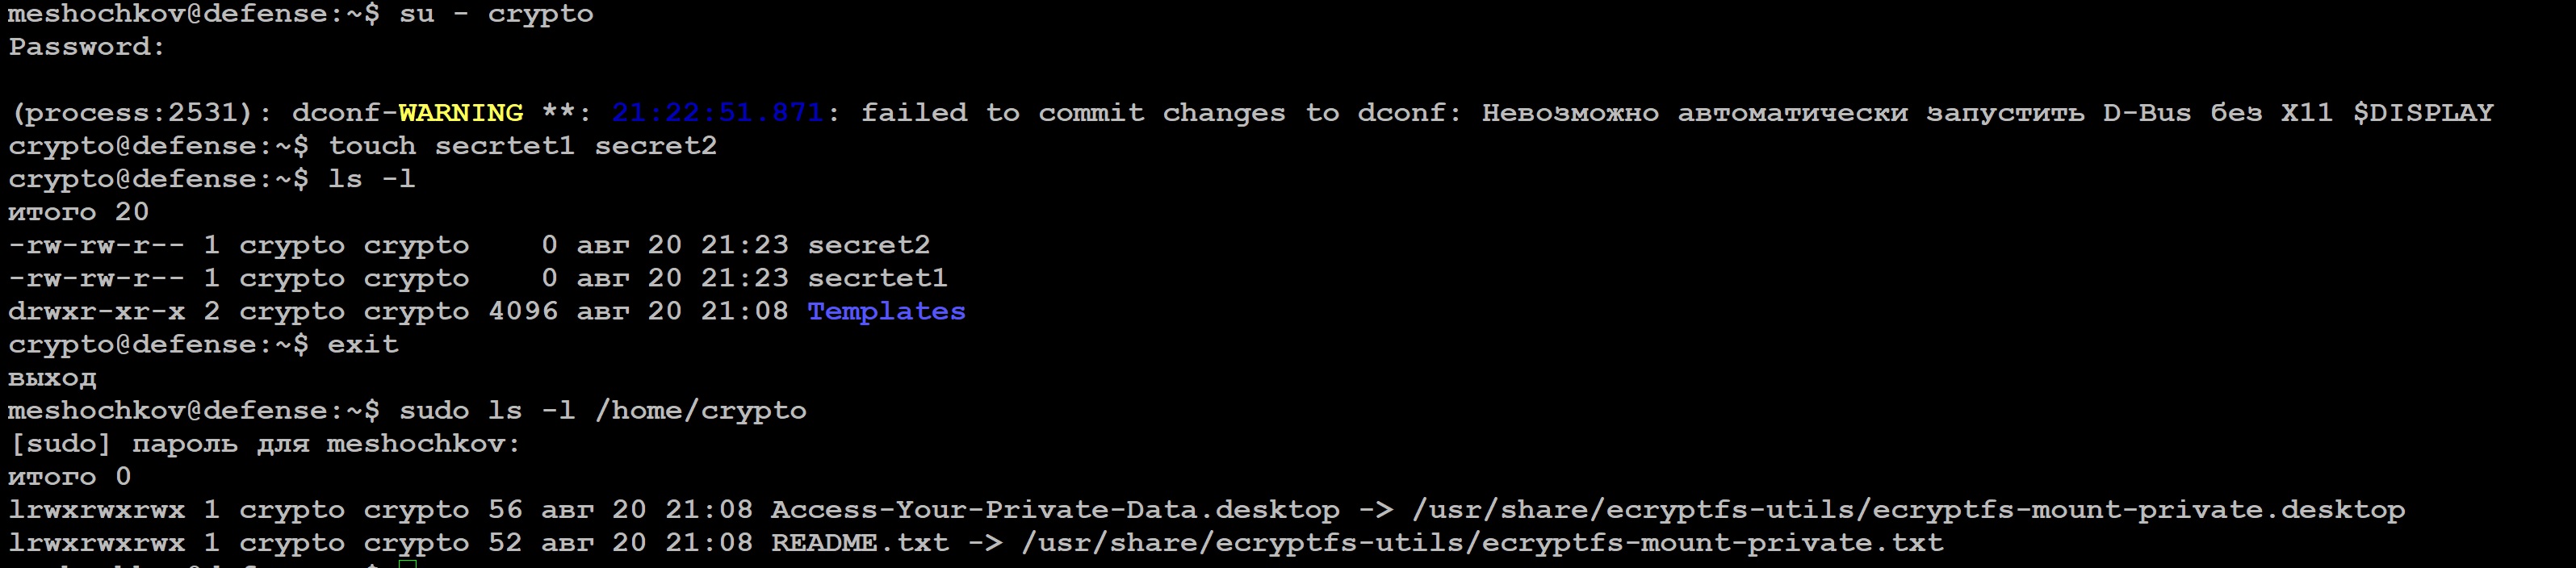 meshochkov@defense:~$ su - crypto
Password:
(process:2531): dconf-WARNING **: 21:22:51.871: failed to commit changes to dconf: Невозможно автоматически запустить D-Bus без X11 $DISPLAY
crypto@defense:~$ touch secrtet1 secret2
crypto@defense:~$ ls -l
итого 20
-rw-rw-r-- 1 crypto crypto    0 авг 20 21:23 secret2
-rw-rw-r-- 1 crypto crypto    0 авг 20 21:23 secrtet1
drwxr-xr-x 2 crypto crypto 4096 авг 20 21:08 Templates
crypto@defense:~$ exit
выход
meshochkov@defense:~$ sudo ls -l /home/crypto
[sudo] пароль для meshochkov:
итого 0
lrwxrwxrwx 1 crypto crypto 56 авг 20 21:08 Access-Your-Private-Data.desktop -> /usr/share/ecryptfs-utils/ecryptfs-mount-private.desktop
lrwxrwxrwx 1 crypto crypto 52 авг 20 21:08 README.txt -> /usr/share/ecryptfs-utils/ecryptfs-mount-private.txt